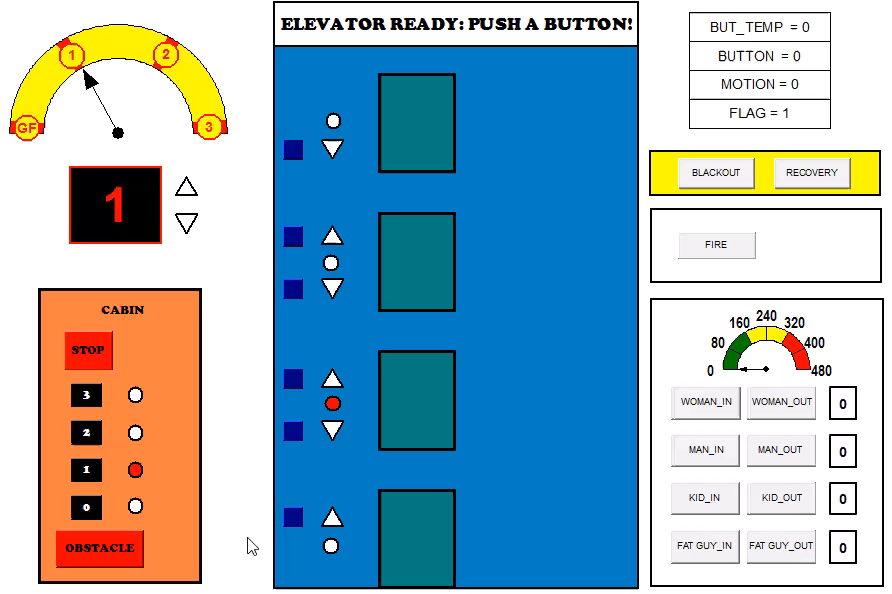 ELEVATOR READY: PUSH A BUTTON!
GF
1
2
3
1
CABIN
STOP
3
2
1
0
OBSTACLE
BUT_TEMP = 0
BUTTON = 0
MOTION = 0
FLAG = 1
BLACKOUT RECOVERY
FIRE
0 80 160 240 320 400 480
WOMAN_IN WOMAN_OUT 0
MAN_IN MAN_OUT 0
KID_IN KID_OUT 0
FAT GUY_IN FAT GUY_OUT 0